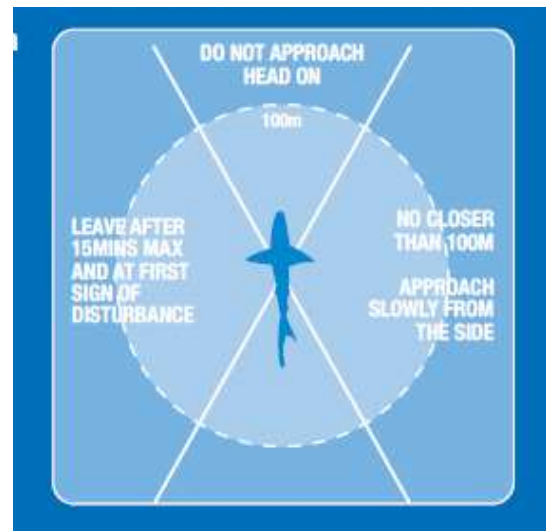 DO NOT APPROACH
HEAD ON
100m
LEAVE AFTER
15MINS MAX
AND AT FIRST
SIGN OF
DISTURBANCE
NO CLOSER
THAN 100M
APPROACH
SLOWLY FROM
THE SIDE